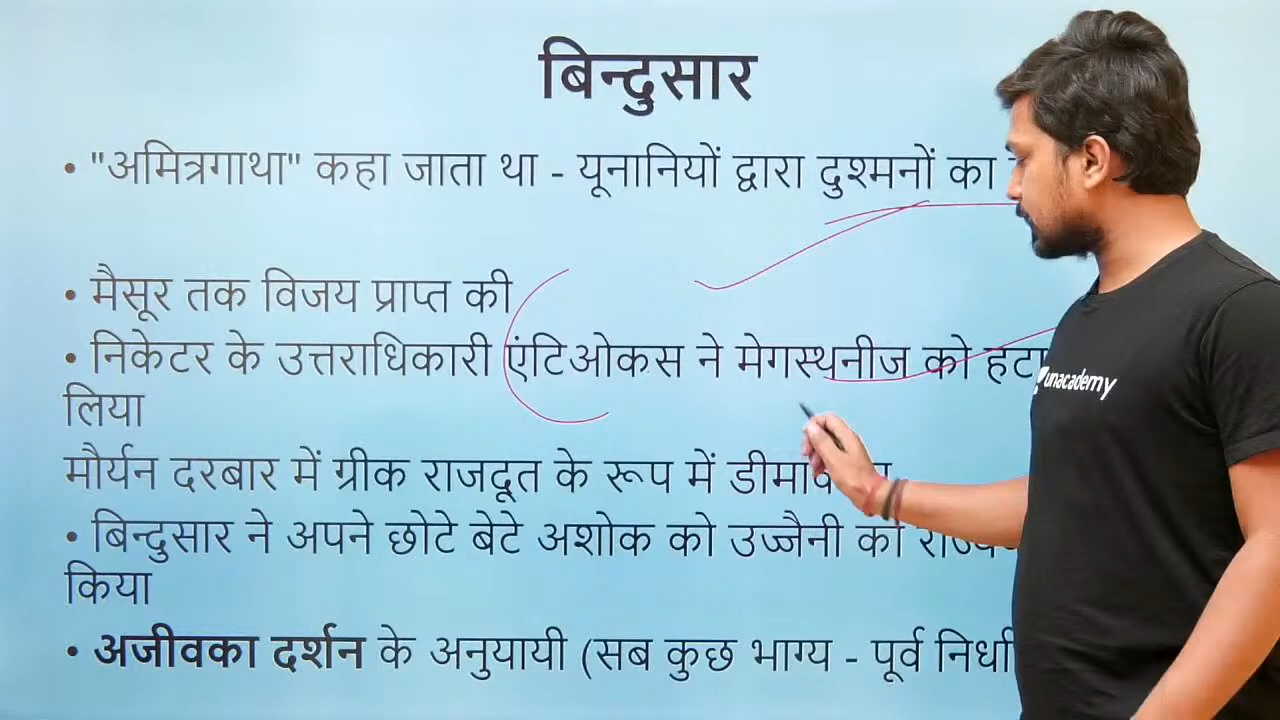 बिन्दुसार
• "अमित्रगाथा" कहा जाता था - यूनानियों द्वारा दुश्मनों का
• मैसूर तक विजय प्राप्त की
• निकेटर के उत्तराधिकारी एंटिओकस ने मेगस्थनीज को
लिया
मौर्यन दरबार में ग्रीक राजदूत के रूप में
• बिन्दुसार ने अपने छोटे बेटे अशोक को उज्जैनी का
किया
• अजीवका दर्शन के अनुयायी (सब कुछ भाग्य - पूर्व
unacademy